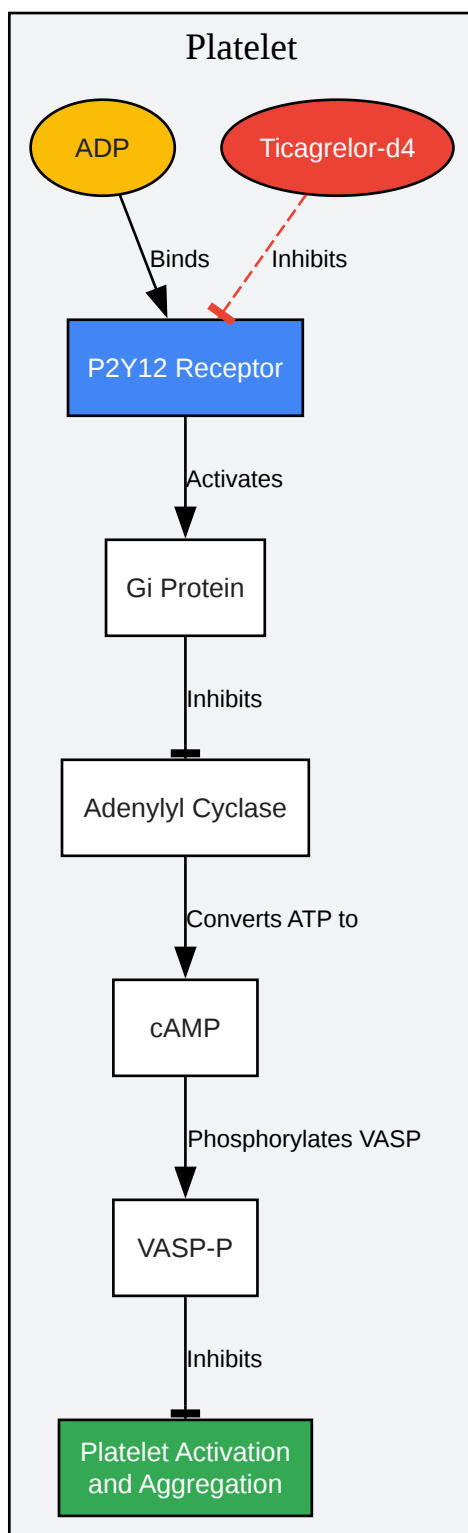 Platelet
ADP
Ticagrelor-d4
Binds
Inhibits
P2Y12 Receptor
Activates
Gi Protein
Inhibits
Adenylyl Cyclase
Converts ATP to
cAMP
Phosphorylates VASP
VASP-P
Inhibits
Platelet Activation
and Aggregation